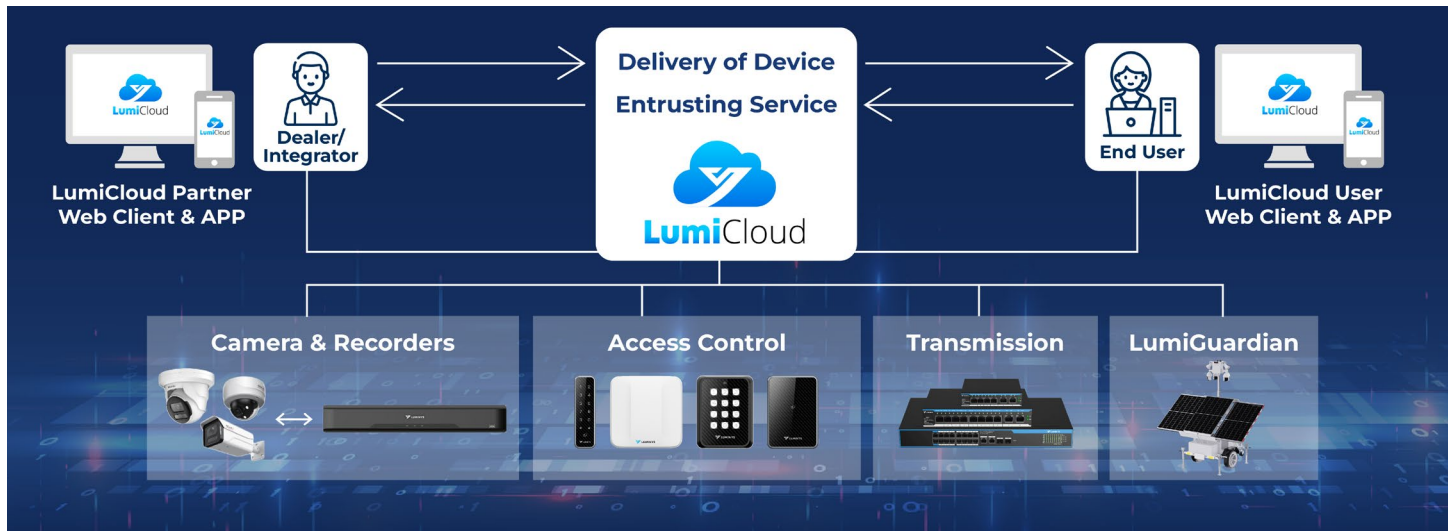 LumiCloud
LumiCloud
Dealer/
Integrator
LumiCloud Partner
Web Client & APP
Delivery of Device
Entrusting Service
LumiCloud
End User
LumiCloud
LumiCloud
LumiCloud User
Web Client & APP
Camera & Recorders
Access Control
Transmission
LumiGuardian